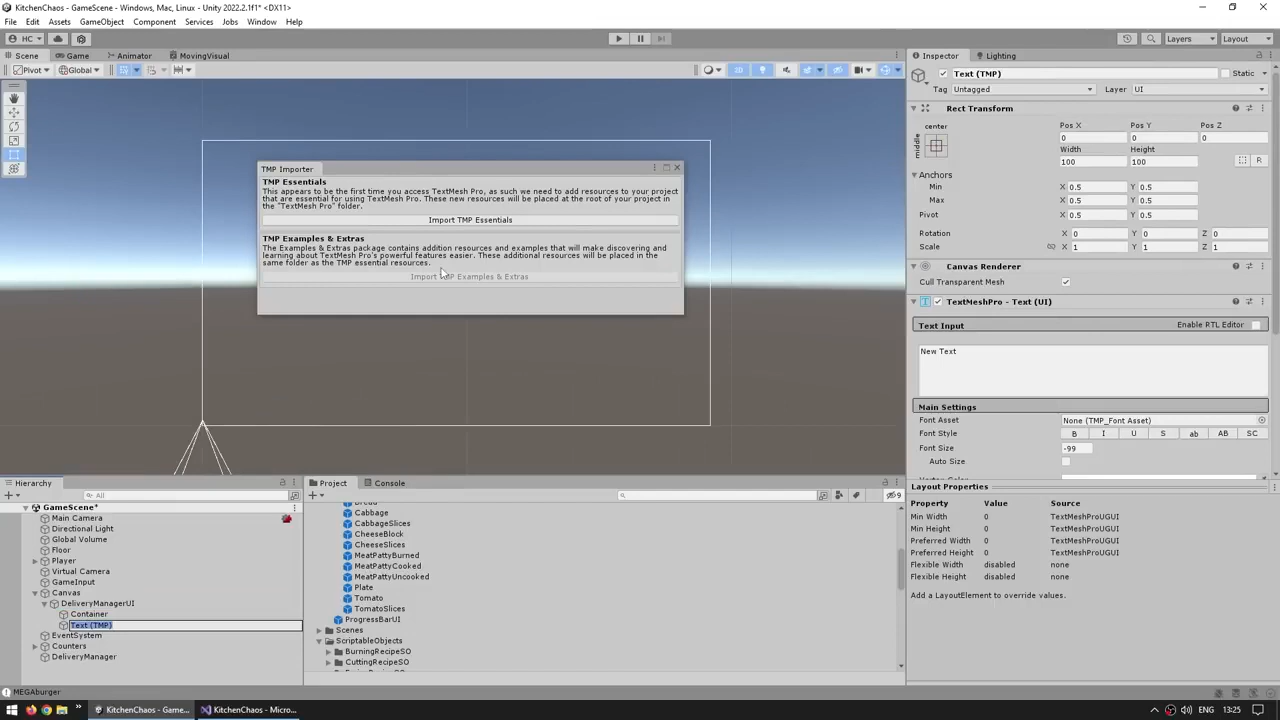 KitchenChaos - GameScene - Windows, Mac, Linux - Unity 2022.2.1f1* <DX11>
File Edit Assets GameObject Component Services Jobs Window Help
HC Layers Layout
Scene Game Animator MovingVisual
Pivot Global 2D
TMP Importer
TMP Essentials
This appears to be the first time you access TextMesh Pro, as such we need to add resources to your project
that are essential for using TextMesh Pro. These new resources will be placed at the root of your project in
the "TextMesh Pro" folder.
Import TMP Essentials
TMP Examples & Extras
The Examples & Extras package contains addition resources and examples that will make discovering and
learning about TextMesh Pro's powerful features easier. These additional resources will be placed in the
same folder as the TMP essential resources.
Import TMP Examples & Extras
Inspector Lighting
Text (TMP) Static
Tag Untagged Layer UI
Rect Transform
center
middle
Pos X Pos Y Pos Z
0 0 0
Width Height
100 100 R
Anchors
Min X 0.5 Y 0.5
Max X 0.5 Y 0.5
Pivot X 0.5 Y 0.5
Rotation X 0 Y 0 Z 0
Scale X 1 Y 1 Z 1
Canvas Renderer
Cull Transparent Mesh
TextMeshPro - Text (UI)
Text Input Enable RTL Editor
New Text
Main Settings
Font Asset None (TMP_Font Asset)
Font Style B I U S ab AB SC
Font Size -99
Auto Size
Layout Properties
Property Value Source
Min Width 0 TextMeshProUGUI
Min Height 0 TextMeshProUGUI
Preferred Width 0 TextMeshProUGUI
Preferred Height 0 TextMeshProUGUI
Flexible Width disabled none
Flexible Height disabled none
Add a LayoutElement to override values.
Hierarchy
All
GameScene*
Main Camera
Directional Light
Global Volume
Floor
Player
Virtual Camera
GameInput
Canvas
DeliveryManagerUI
Container
Text (TMP)
EventSystem
Counters
DeliveryManager
Project Console
9
Bread
Cabbage
CabbageSlices
CheeseBlock
CheeseSlices
MeatPattyBurned
MeatPattyCooked
MeatPattyUncooked
Plate
Tomato
TomatoSlices
ProgressBarUI
Scenes
ScriptableObjects
BurningRecipeSO
CuttingRecipeSO
MEGAburger
KitchenChaos - Game... KitchenChaos - Micro... ENG 13:25